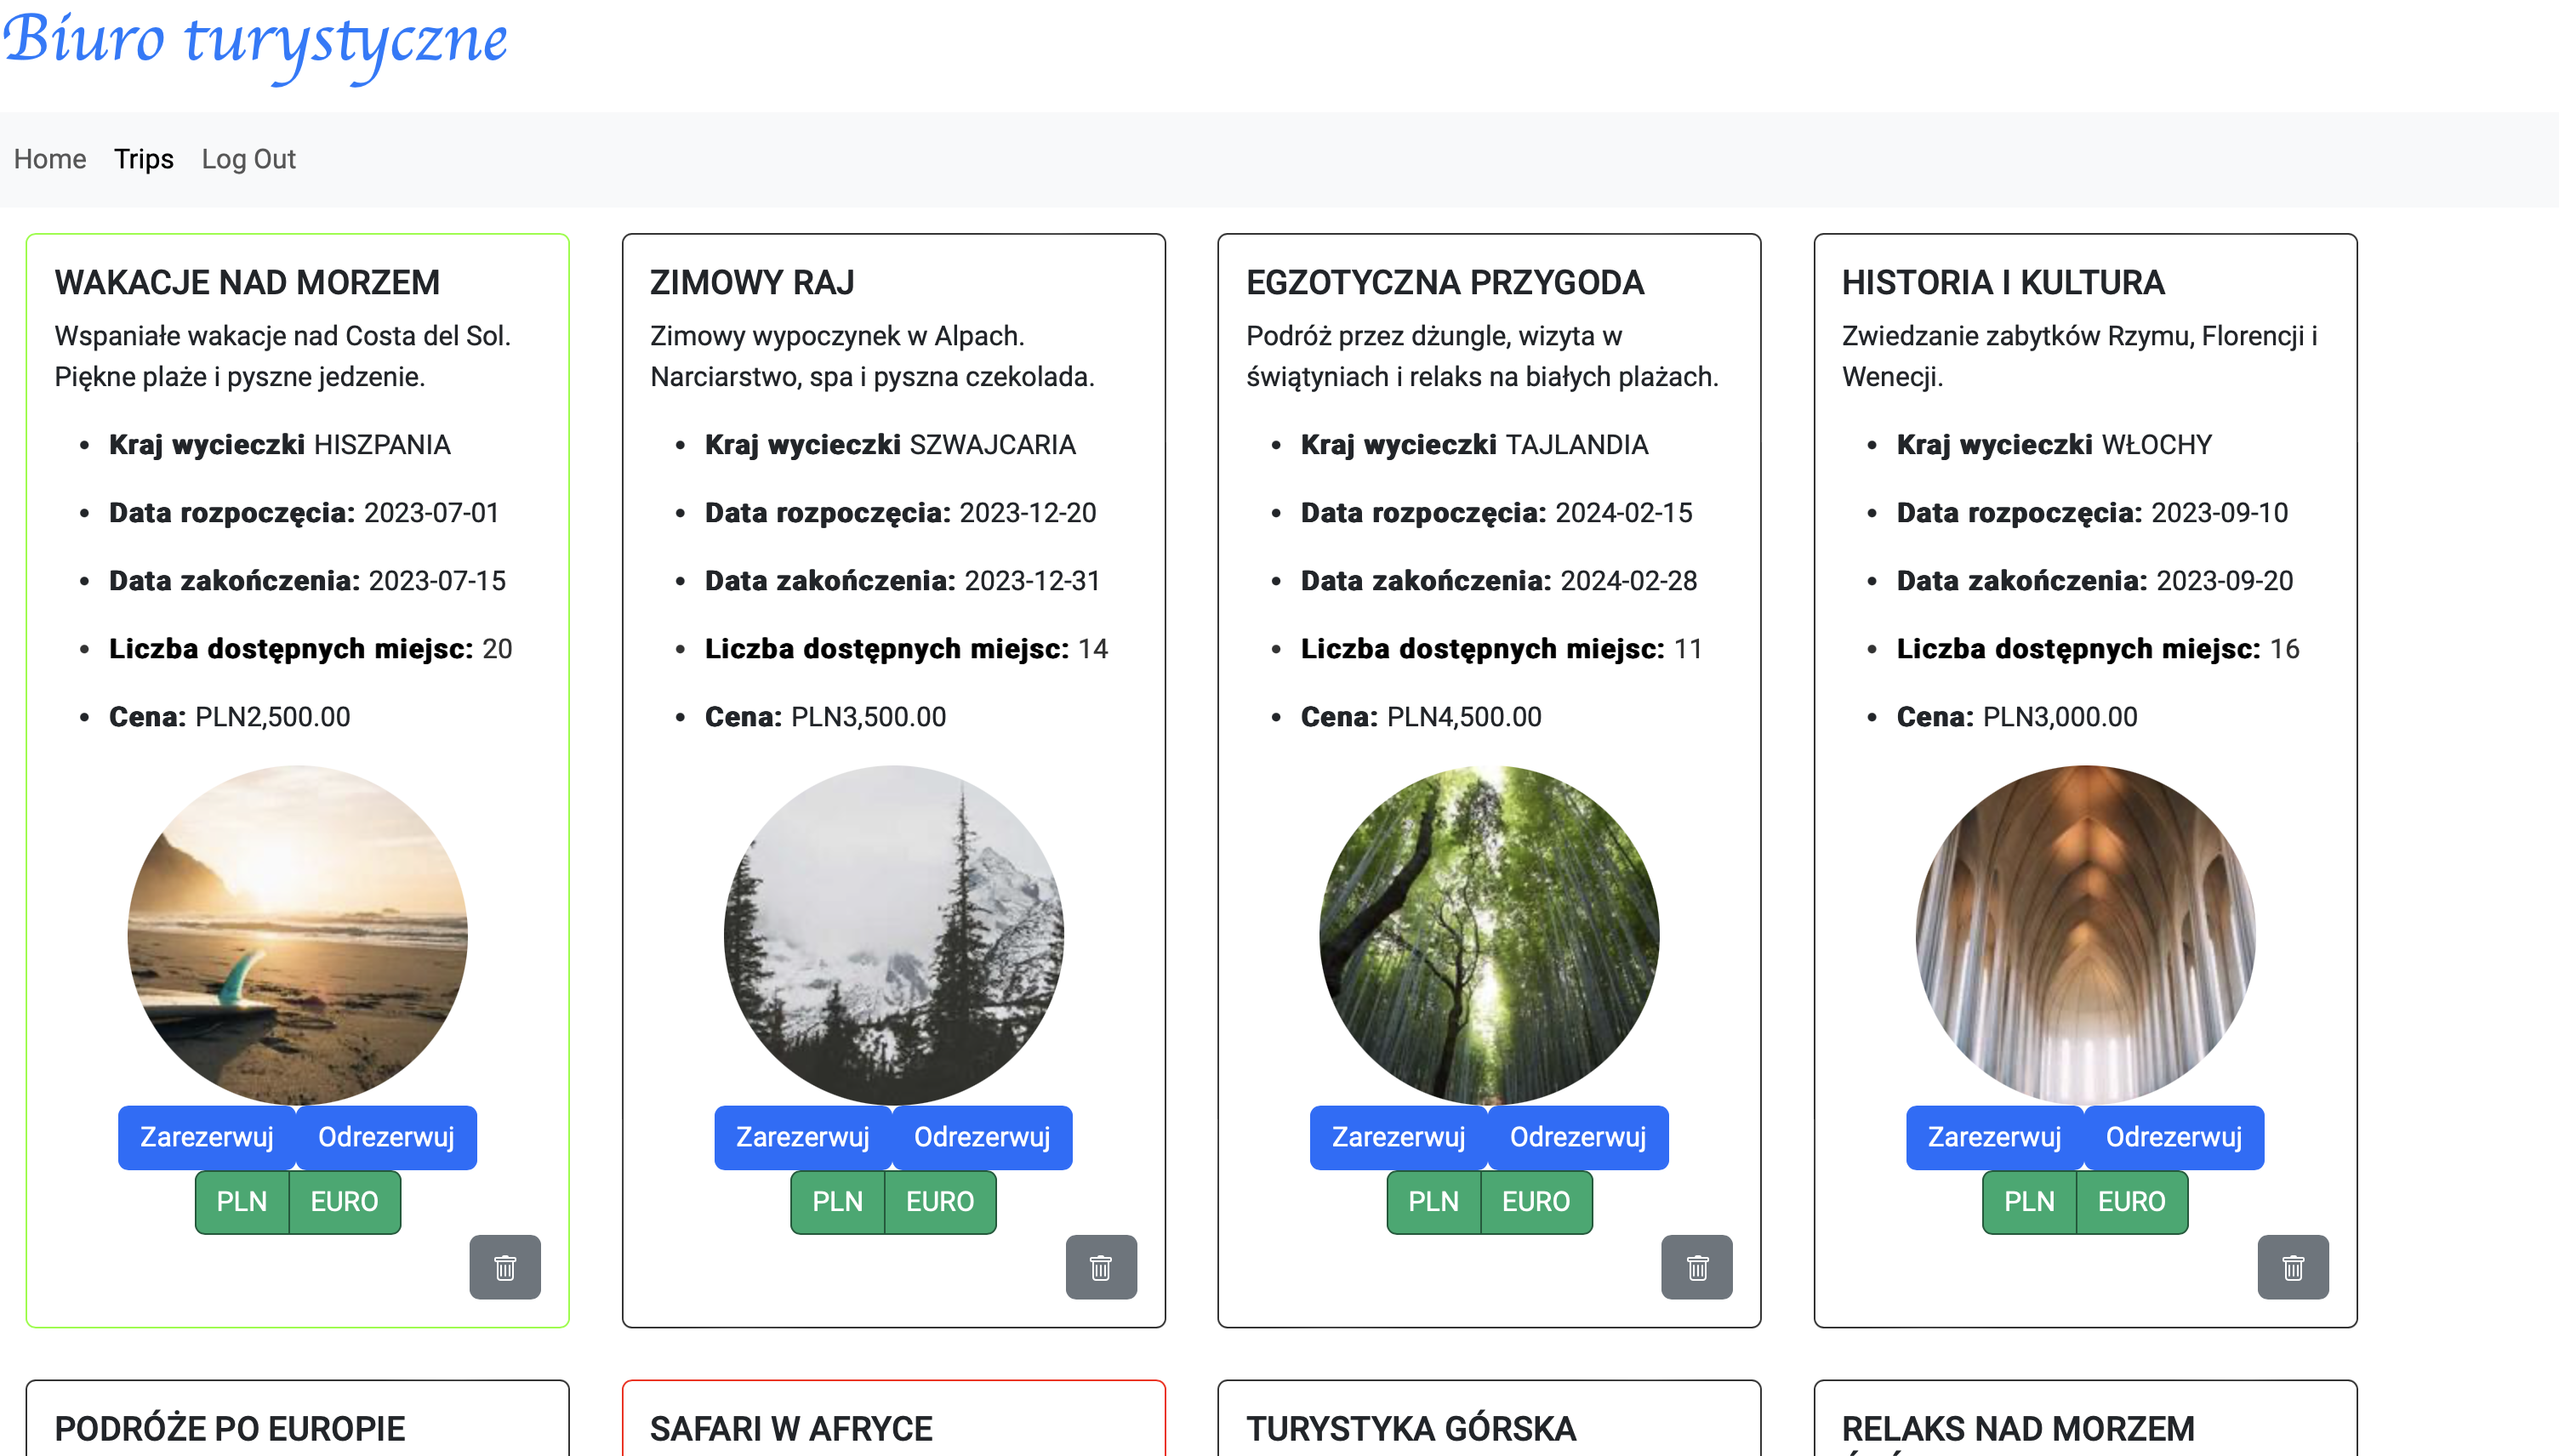 Biuro turystyczne
Home Trips Log Out
WAKACJE NAD MORZEM
Wspaniałe wakacje nad Costa del Sol.
Piękne plaże i pyszne jedzenie.
Kraj wycieczki HISZPANIA
Data rozpoczęcia: 2023-07-01
Data zakończenia: 2023-07-15
Liczba dostępnych miejsc: 20
Cena: PLN2,500.00
Zarezerwuj Odrezerwuj
PLN EURO
ZIMOWY RAJ
Zimowy wypoczynek w Alpach.
Narciarstwo, spa i pyszna czekolada.
Kraj wycieczki SZWAJCARIA
Data rozpoczęcia: 2023-12-20
Data zakończenia: 2023-12-31
Liczba dostępnych miejsc: 14
Cena: PLN3,500.00
Zarezerwuj Odrezerwuj
PLN EURO
EGZOTYCZNA PRZYGODA
Podróż przez dżungle, wizyta w
świątyniach i relaks na białych plażach.
Kraj wycieczki TAJLANDIA
Data rozpoczęcia: 2024-02-15
Data zakończenia: 2024-02-28
Liczba dostępnych miejsc: 11
Cena: PLN4,500.00
Zarezerwuj Odrezerwuj
PLN EURO
HISTORIA I KULTURA
Zwiedzanie zabytków Rzymu, Florencji i
Wenecji.
Kraj wycieczki WŁOCHY
Data rozpoczęcia: 2023-09-10
Data zakończenia: 2023-09-20
Liczba dostępnych miejsc: 16
Cena: PLN3,000.00
Zarezerwuj Odrezerwuj
PLN EURO
PODRÓŻE PO EUROPIE
SAFARI W AFRYCE
TURYSTYKA GÓRSKA
RELAKS NAD MORZEM